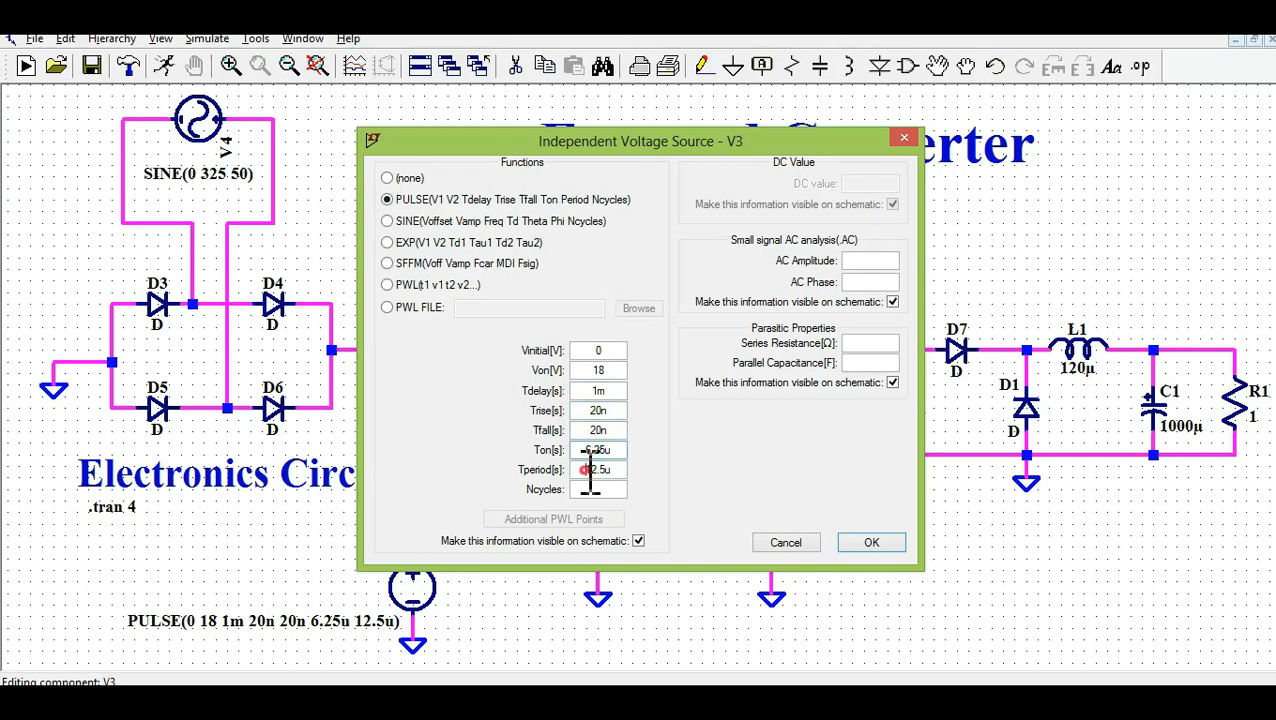 File Edit Hierarchy View Simulate Tools Window Help
Aa .op
V4
SINE(0 325 50)
D3
D
D4
D
D5
D
D6
D
Electronics Circ
.tran 4
PULSE(0 18 1m 20n 20n 6.25u 12.5u)
erter
Independent Voltage Source - V3
Functions
(none)
PULSE(V1 V2 Tdelay Trise Tfall Ton Period Ncycles)
SINE(Voffset Vamp Freq Td Theta Phi Ncycles)
EXP(V1 V2 Td1 Tau1 Td2 Tau2)
SFFM(Voff Vamp Fcar MDI Fsig)
PWL(t1 v1 t2 v2...)
PWL FILE: Browse
Vinitial[V]: 0
Von[V]: 18
Tdelay[s]: 1m
Trise[s]: 20n
Tfall[s]: 20n
Ton[s]: 6.25u
Tperiod[s]: 12.5u
Ncycles:
Additional PWL Points
Make this information visible on schematic:
DC Value
DC value:
Make this information visible on schematic:
Small signal AC analysis(.AC)
AC Amplitude:
AC Phase:
Make this information visible on schematic:
Parasitic Properties
Series Resistance[Ω]:
Parallel Capacitance[F]:
Make this information visible on schematic:
Cancel OK
D7
D
L1
120µ
D1
D
C1
1000µ
R1
1
Editing component: V3